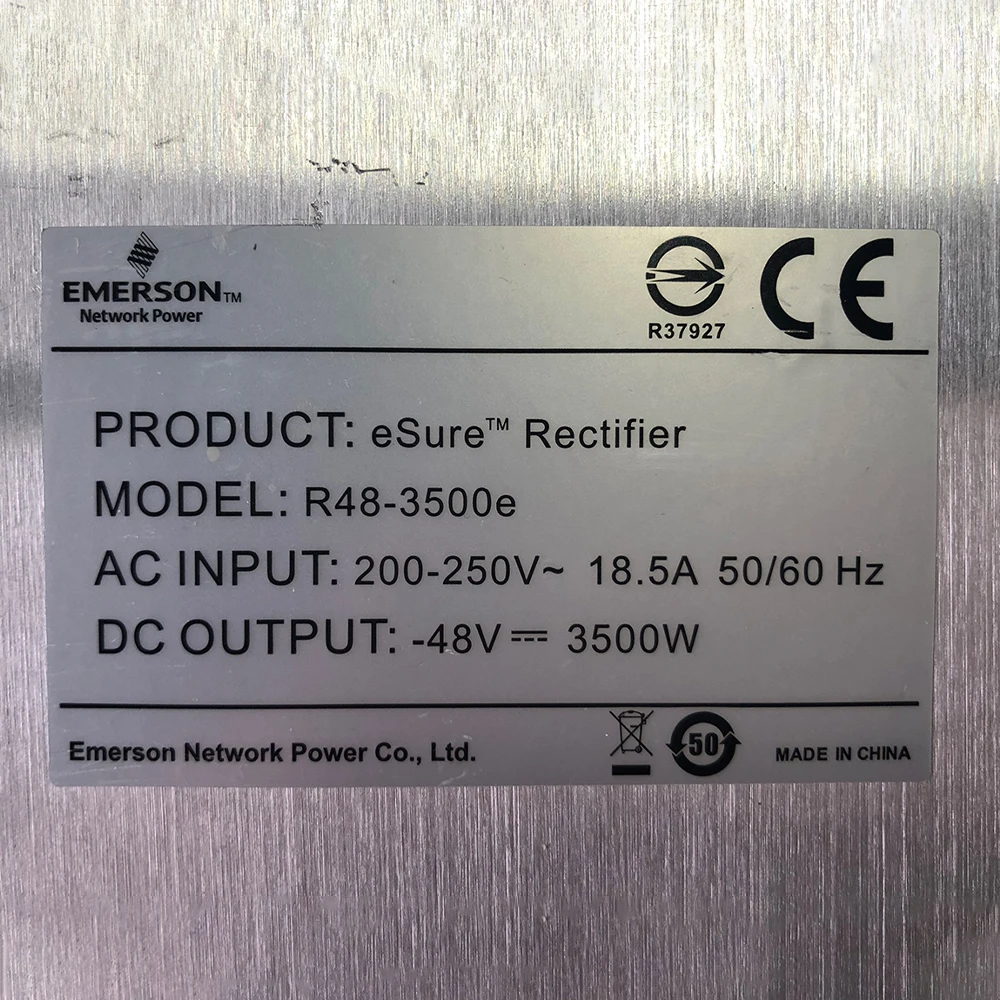 EMERSON™
Network Power
R37927
CE
PRODUCT: eSure™ Rectifier
MODEL: R48-3500e
AC INPUT: 200-250V~ 18.5A 50/60 Hz
DC OUTPUT: -48V⎓ 3500W
Emerson Network Power Co., Ltd.
50
MADE IN CHINA